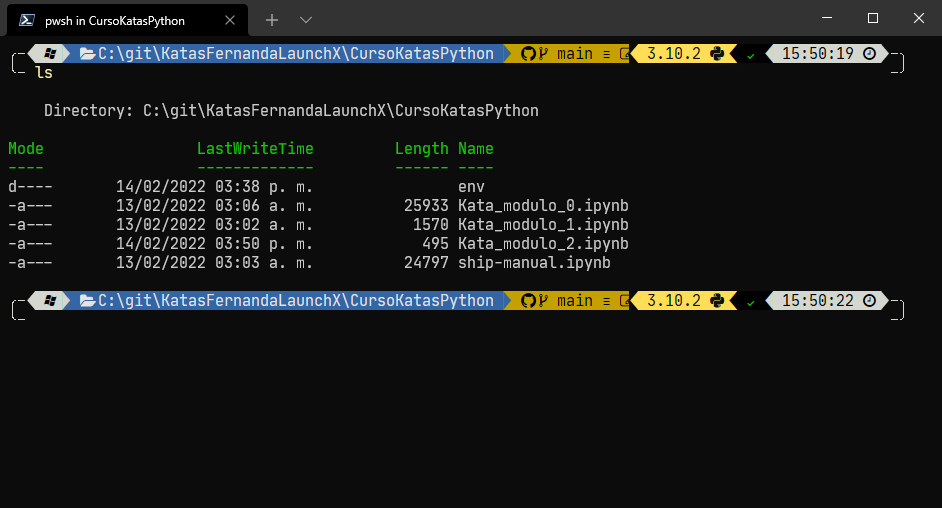 pwsh in CursoKatasPython
C:\git\KatasFernandaLaunchX\CursoKatasPython main ≡ 3.10.2 ✓ 15:50:19
ls
Directory: C:\git\KatasFernandaLaunchX\CursoKatasPython
Mode LastWriteTime Length Name
---- ------------- ------ ----
d---- 14/02/2022 03:38 p. m. env
-a--- 13/02/2022 03:06 a. m. 25933 Kata_modulo_0.ipynb
-a--- 13/02/2022 03:02 a. m. 1570 Kata_modulo_1.ipynb
-a--- 14/02/2022 03:50 p. m. 495 Kata_modulo_2.ipynb
-a--- 13/02/2022 03:03 a. m. 24797 ship-manual.ipynb
C:\git\KatasFernandaLaunchX\CursoKatasPython main ≡ 3.10.2 ✓ 15:50:22